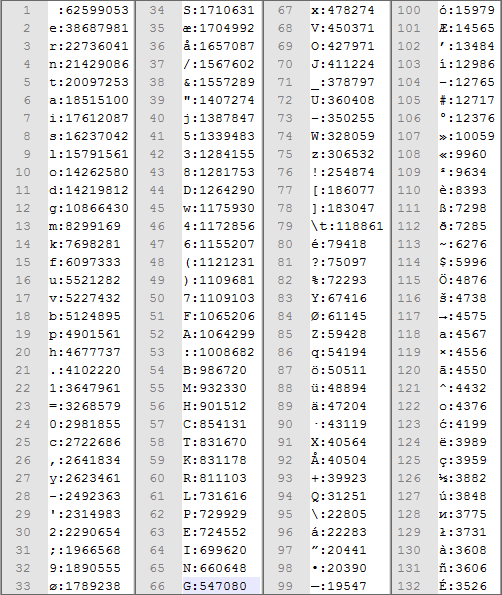 1  :62599053
2 e:38687981
3 r:22736041
4 n:21429086
5 t:20097253
6 a:18515100
7 i:17612087
8 s:16237042
9 l:15791561
10 o:14262580
11 d:14219812
12 g:10866430
13 m:8299169
14 k:7698281
15 f:6097333
16 u:5521282
17 v:5227432
18 b:5124895
19 p:4901561
20 h:4677737
21 .:4102220
22 1:3647961
23 =:3268579
24 0:2981855
25 c:2722686
26 ,:2641834
27 y:2623461
28 -:2492363
29 ':2314983
30 2:2290654
31 ;:1966568
32 9:1890555
33 ø:1789238
34 S:1710631
35 æ:1704992
36 å:1657087
37 /:1567602
38 &:1557289
39 ":1407274
40 j:1387847
41 5:1339483
42 3:1284155
43 8:1281753
44 D:1264290
45 w:1175930
46 4:1172856
47 6:1155207
48 (:1121231
49 ):1109681
50 7:1109103
51 F:1065206
52 A:1064299
53 ::1008682
54 B:986720
55 M:932330
56 H:901512
57 C:854131
58 T:831670
59 K:831178
60 R:811103
61 L:731616
62 P:729929
63 E:724552
64 I:699620
65 N:660648
66 G:547080
67 x:478274
68 V:450371
69 O:427971
70 J:411224
71 _:378797
72 U:360408
73 –:350255
74 W:328059
75 z:306532
76 !:254874
77 [:186077
78 ]:183047
79 \t:118861
80 é:79418
81 ?:75097
82 %:72293
83 Y:67416
84 Ø:61145
85 Z:59428
86 q:54194
87 ö:50511
88 ü:48894
89 ä:47204
90 ·:43119
91 X:40564
92 Å:40504
93 +:39923
94 Q:31251
95 \:22805
96 á:22283
97 ”:20441
98 •:20390
99 —:19547
100 ó:15979
101 Æ:14565
102 ’:13484
103 í:12986
104 −:12765
105 #:12717
106 °:12376
107 »:10059
108 «:9960
109 ²:9634
110 è:8393
111 ß:7298
112 ð:7285
113 ~:6276
114 $:5996
115 Ö:4876
116 š:4738
117 →:4575
118 а:4567
119 ×:4556
120 ã:4550
121 ^:4432
122 о:4376
123 č:4199
124 ë:3989
125 ç:3959
126 ½:3882
127 ú:3848
128 и:3775
129 ł:3731
130 à:3608
131 ñ:3606
132 É:3526